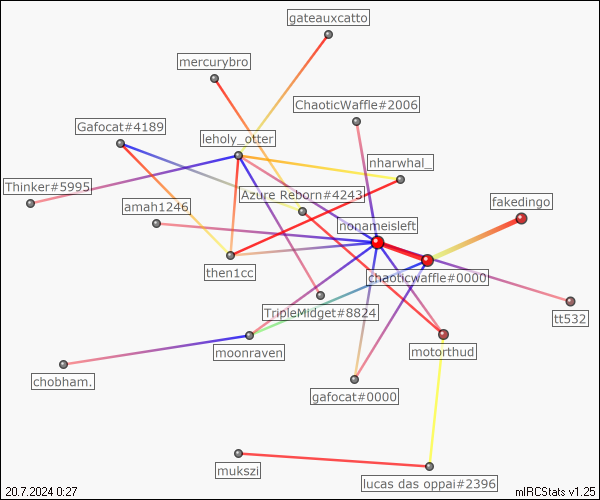 gateauxcatto
mercurybro
ChaoticWaffle#2006
Gafocat#4189
leholy_otter
nharwhal_
Thinker#5995
Azure Reborn#4243
amah1246
fakedingo
nonameisleft
then1cc
chaoticwaffle#0000
TripleMidget#8824
tt532
moonraven
motorthud
chobham.
gafocat#0000
mukszi
lucas das oppai#2396
20.7.2024 0:27
mIRCStats v1.25